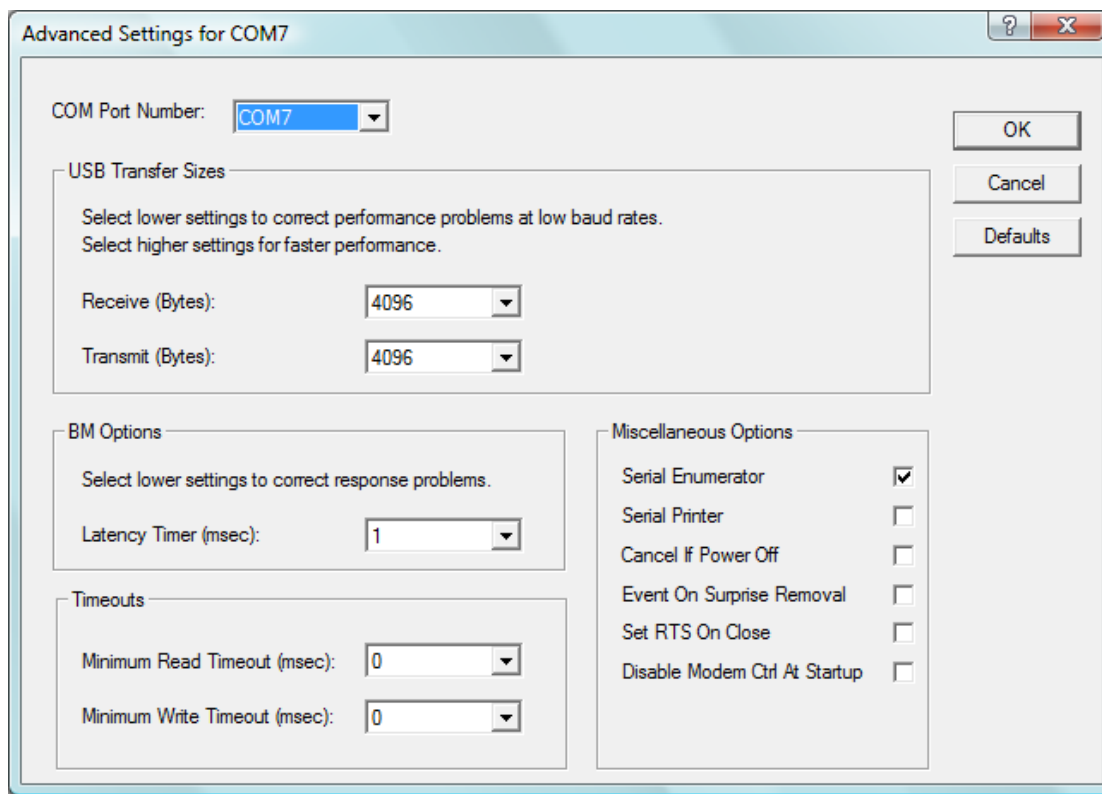 Advanced Settings for COM7
COM Port Number: COM7
OK
Cancel
Defaults
USB Transfer Sizes
Select lower settings to correct performance problems at low baud rates.
Select higher settings for faster performance.
Receive (Bytes): 4096
Transmit (Bytes): 4096
BM Options
Select lower settings to correct response problems.
Latency Timer (msec): 1
Timeouts
Minimum Read Timeout (msec): 0
Minimum Write Timeout (msec): 0
Miscellaneous Options
Serial Enumerator
Serial Printer
Cancel If Power Off
Event On Surprise Removal
Set RTS On Close
Disable Modem Ctrl At Startup